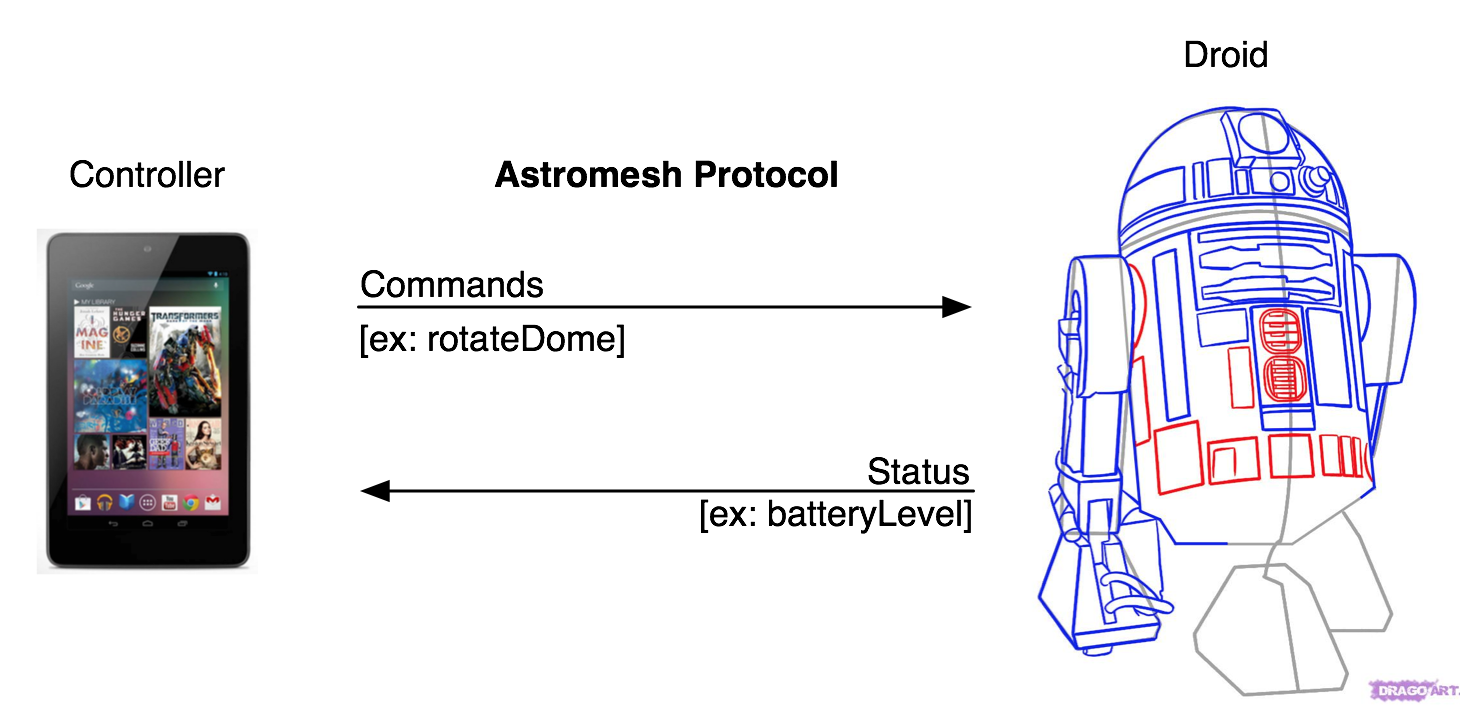 Droid
Controller
Astromesh Protocol
Commands
[ex: rotateDome]
Status
[ex: batteryLevel]
Google
MY LIBRARY
I
MAG
INE
THE
HUNGER
GAMES
TRANSFORMERS
DRAGOART.